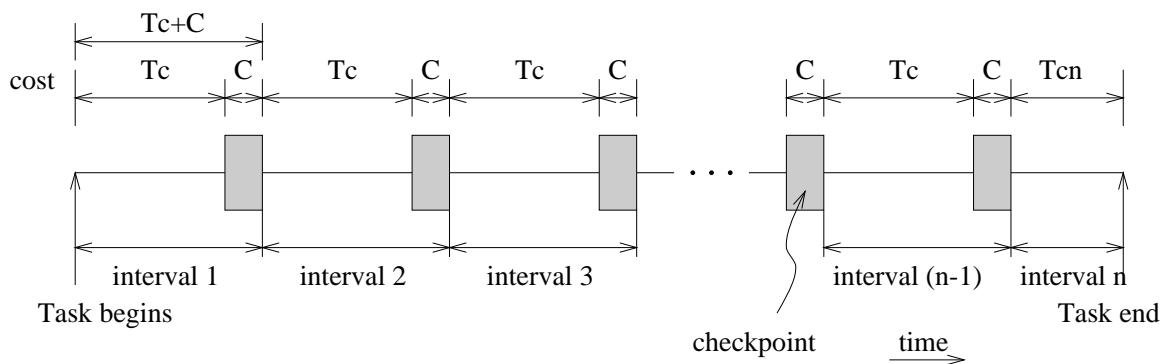 Tc+C
cost Tc C Tc C Tc C C Tc C Tcn
. . .
interval 1 interval 2 interval 3 interval (n-1) interval n
Task begins Task end
checkpoint time